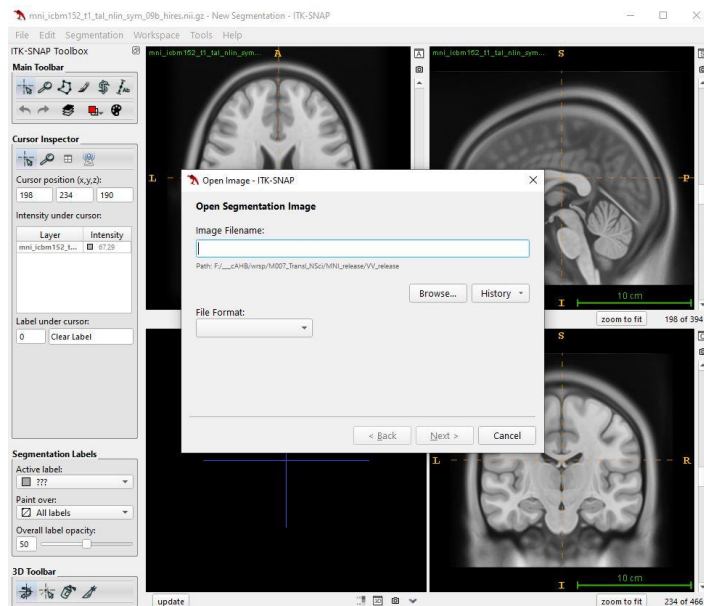 mni_icbm152_t1_tal_nlin_sym_09b_hires.nii.gz - New Segmentation - ITK-SNAP
File Edit Segmentation Workspace Tools Help
ITK-SNAP Toolbox
Main Toolbar
Cursor Inspector
Cursor position (x,y,z):
198 234 190
Intensity under cursor:
Layer Intensity
mni_icbm152_t... 67.29
Label under cursor:
0 Clear Label
Segmentation Labels
Active label:
???
Paint over:
All labels
Overall label opacity:
50
3D Toolbar
mni_icbm152_t1_tal_nlin_sym...
A
A
L
mni_icbm152_t1_tal_nlin_sym...
S
P
I
10 cm
zoom to fit 198 of 394
Open Image - ITK-SNAP
Open Segmentation Image
Image Filename:
Path: F:/__cAHB/wrsp/M007_Transl_NSci/MNI_release/VV_release
Browse... History
File Format:
< Back Next > Cancel
update
3D
S
L
R
I
10 cm
zoom to fit 234 of 466